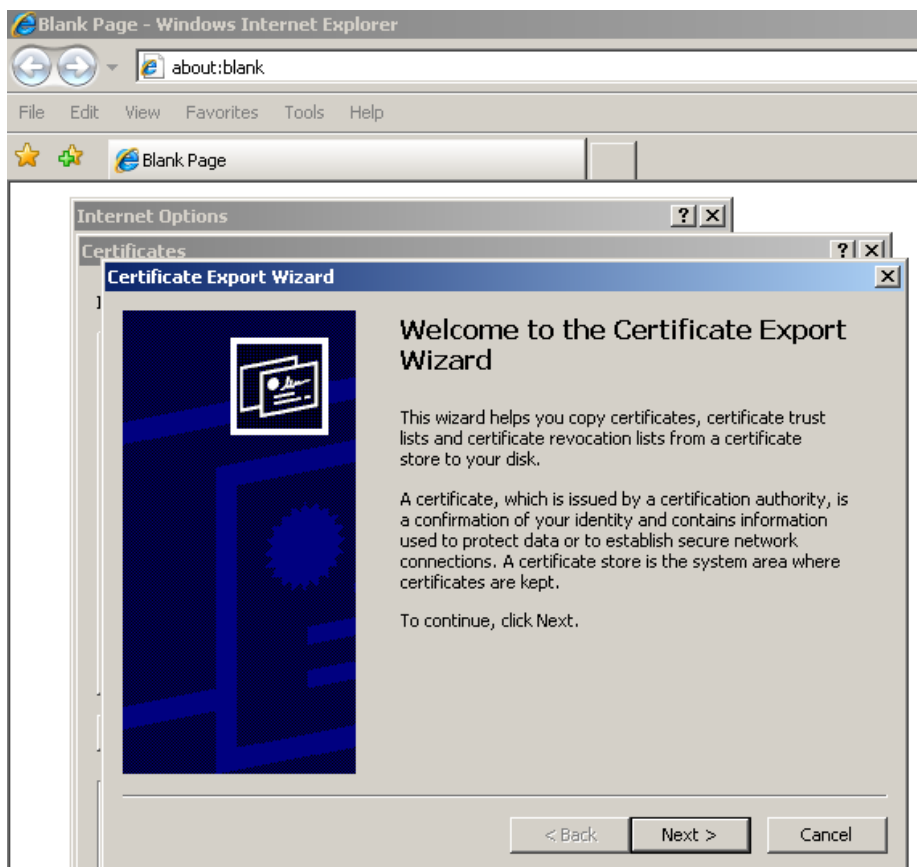 Blank Page - Windows Internet Explorer
about:blank
File Edit View Favorites Tools Help
Blank Page
Internet Options
Certificates
Certificate Export Wizard
Welcome to the Certificate Export
Wizard
This wizard helps you copy certificates, certificate trust
lists and certificate revocation lists from a certificate
store to your disk.
A certificate, which is issued by a certification authority, is
a confirmation of your identity and contains information
used to protect data or to establish secure network
connections. A certificate store is the system area where
certificates are kept.
To continue, click Next.
< Back Next > Cancel